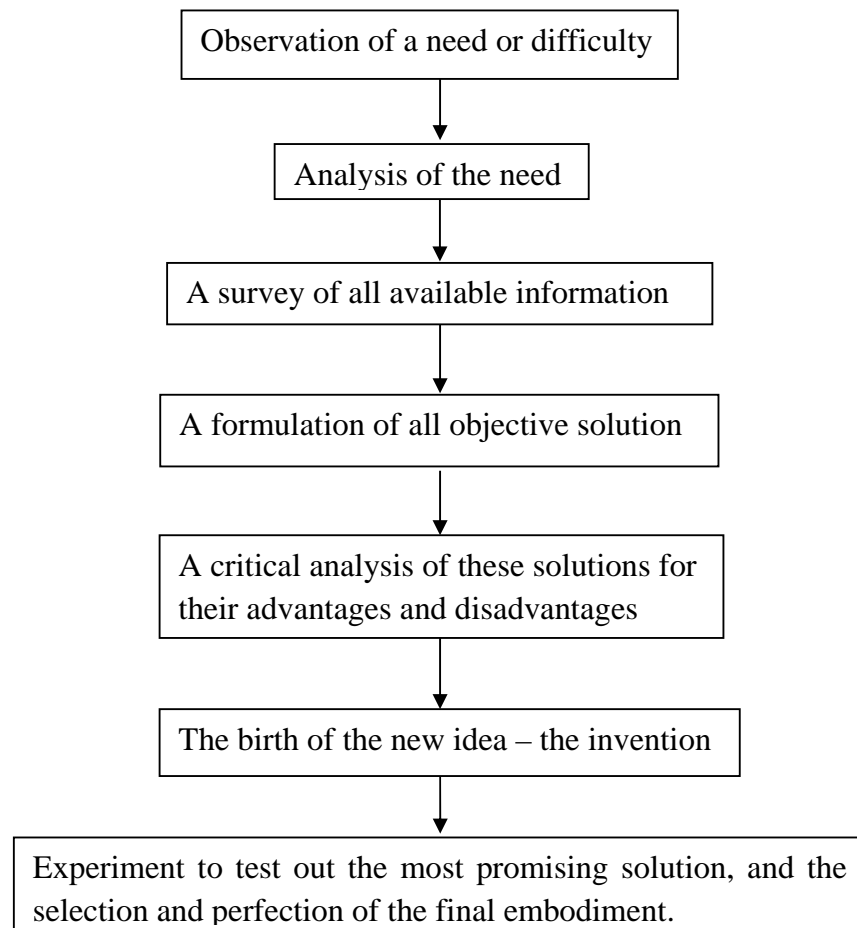 Observation of a need or difficulty
Analysis of the need
A survey of all available information
A formulation of all objective solution
A critical analysis of these solutions for
their advantages and disadvantages
The birth of the new idea – the invention
Experiment to test out the most promising solution, and the
selection and perfection of the final embodiment.